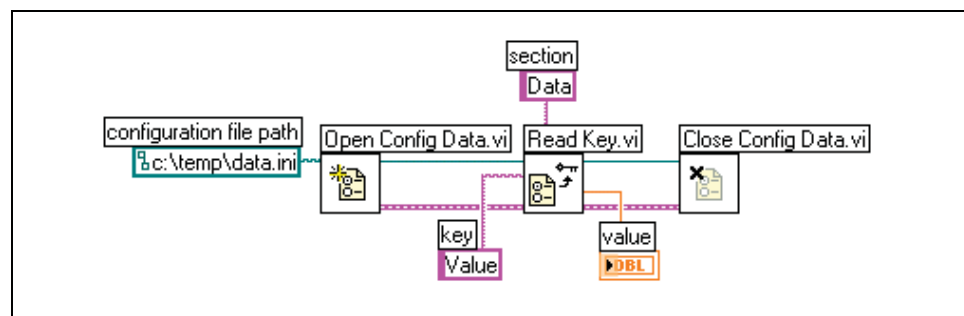 section
Data
configuration file path
c:\temp\data.ini
Open Config Data.vi
Read Key.vi
Close Config Data.vi
key
Value
value
DBL